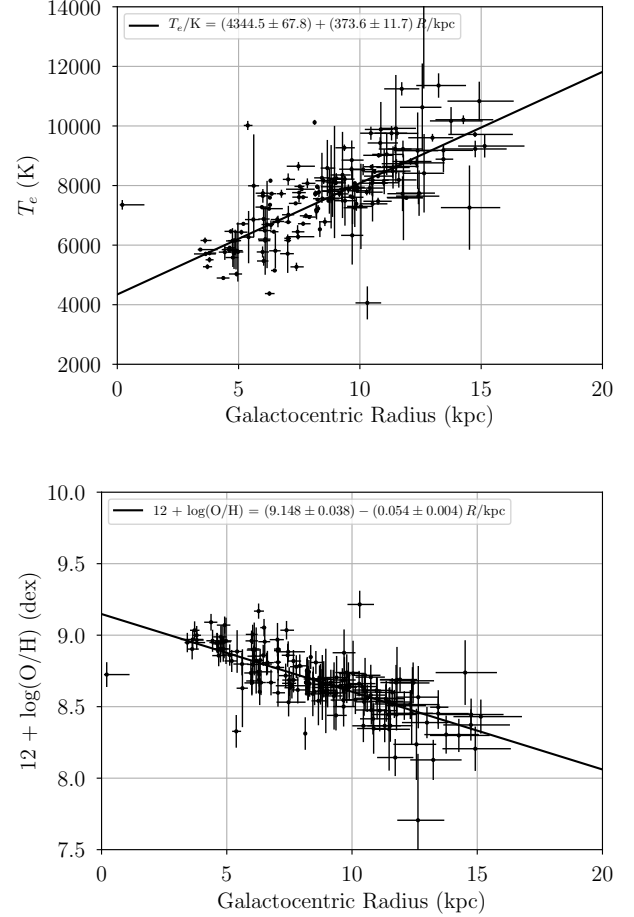 14000
T_e/K = (4344.5 ± 67.8) + (373.6 ± 11.7) R/kpc
12000
10000
8000
6000
4000
2000
T_e (K)
0 5 10 15 20
Galactocentric Radius (kpc)
10.0
12 + log(O/H) = (9.148 ± 0.038) − (0.054 ± 0.004) R/kpc
9.5
9.0
8.5
8.0
7.5
12 + log(O/H) (dex)
0 5 10 15 20
Galactocentric Radius (kpc)